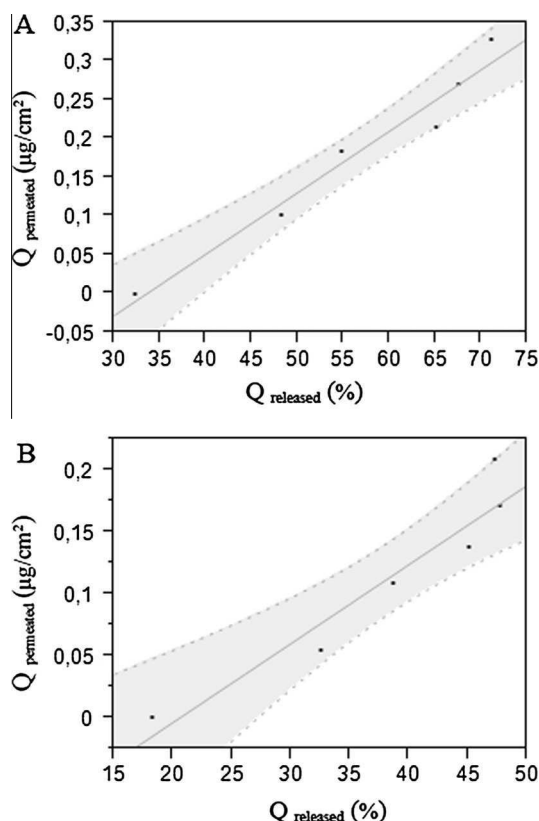 A
0,35
0,3
0,25
0,2
0,15
0,1
0,05
0
-0,05
Q permeated (µg/cm²)
30 35 40 45 50 55 60 65 70 75
Q released (%)
B
0,2
0,15
0,1
0,05
0
Q permeated (µg/cm²)
15 20 25 30 35 40 45 50
Q released (%)